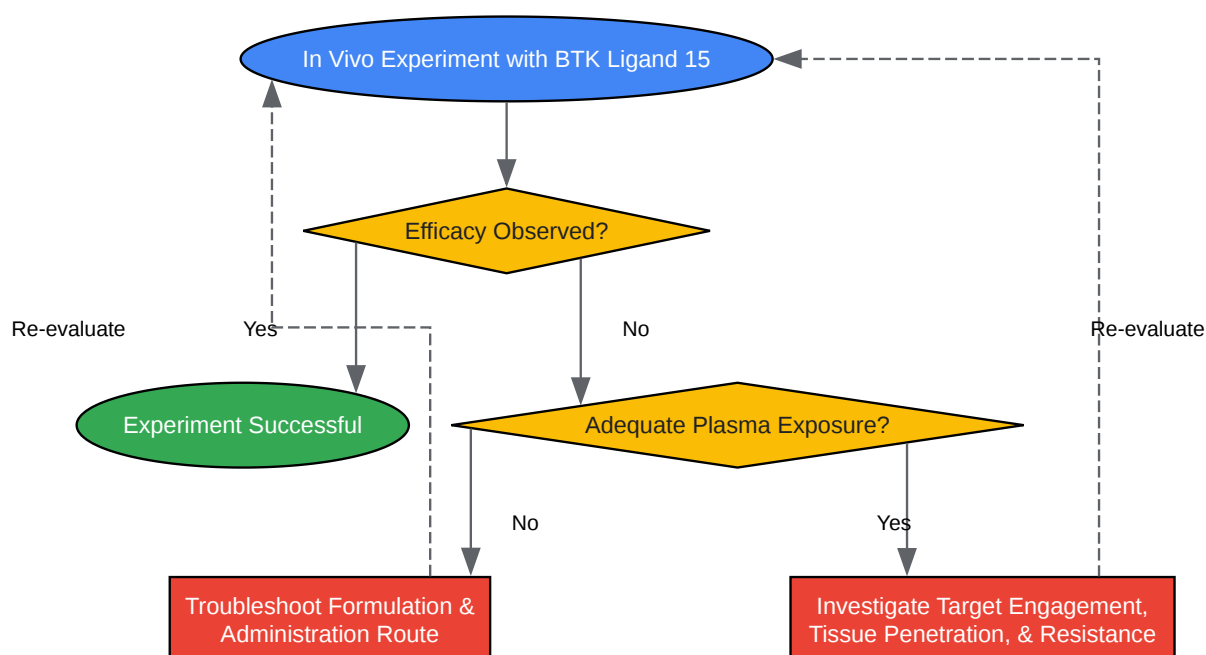 In Vivo Experiment with BTK Ligand 15
Efficacy Observed?
Re-evaluate
Yes
No
Re-evaluate
Experiment Successful
Adequate Plasma Exposure?
No
Yes
Troubleshoot Formulation &
Administration Route
Investigate Target Engagement,
Tissue Penetration, & Resistance